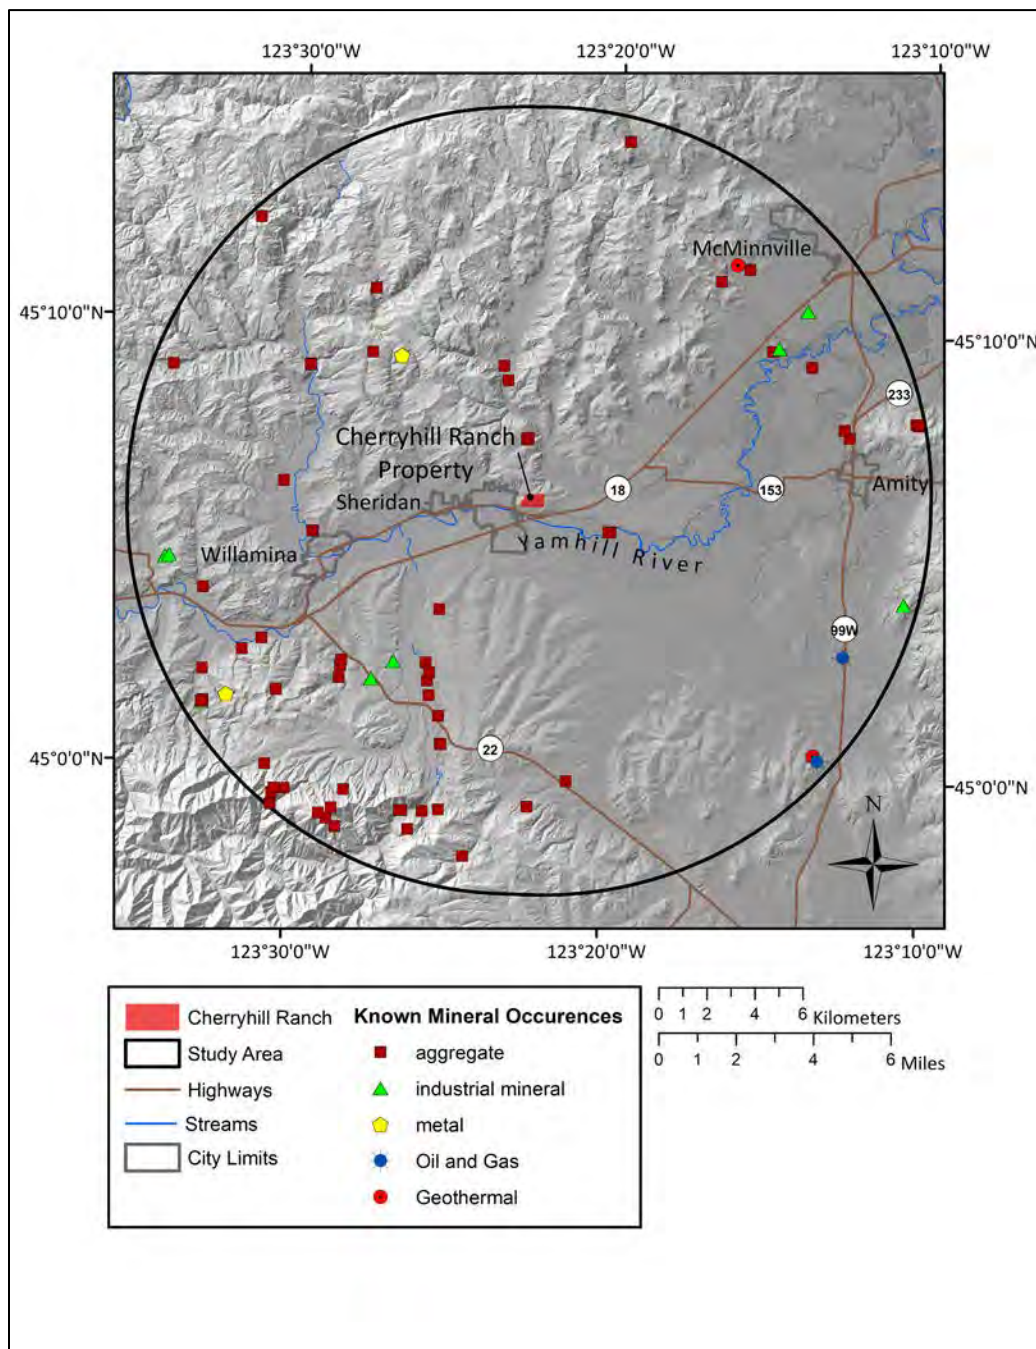 123°30'0"W 123°20'0"W 123°10'0"W
McMinnville
45°10'0"N
45°10'0"N
233
Cherryhill Ranch
Property
Sheridan
18
153
Amity
Yamhill River
Willamina
99W
22
45°0'0"N
45°0'0"N
N
123°30'0"W 123°20'0"W 123°10'0"W
Cherryhill Ranch
Study Area
Highways
Streams
City Limits
Known Mineral Occurences
aggregate
industrial mineral
metal
Oil and Gas
Geothermal
0 1 2 4 6 Kilometers
0 1 2 4 6 Miles